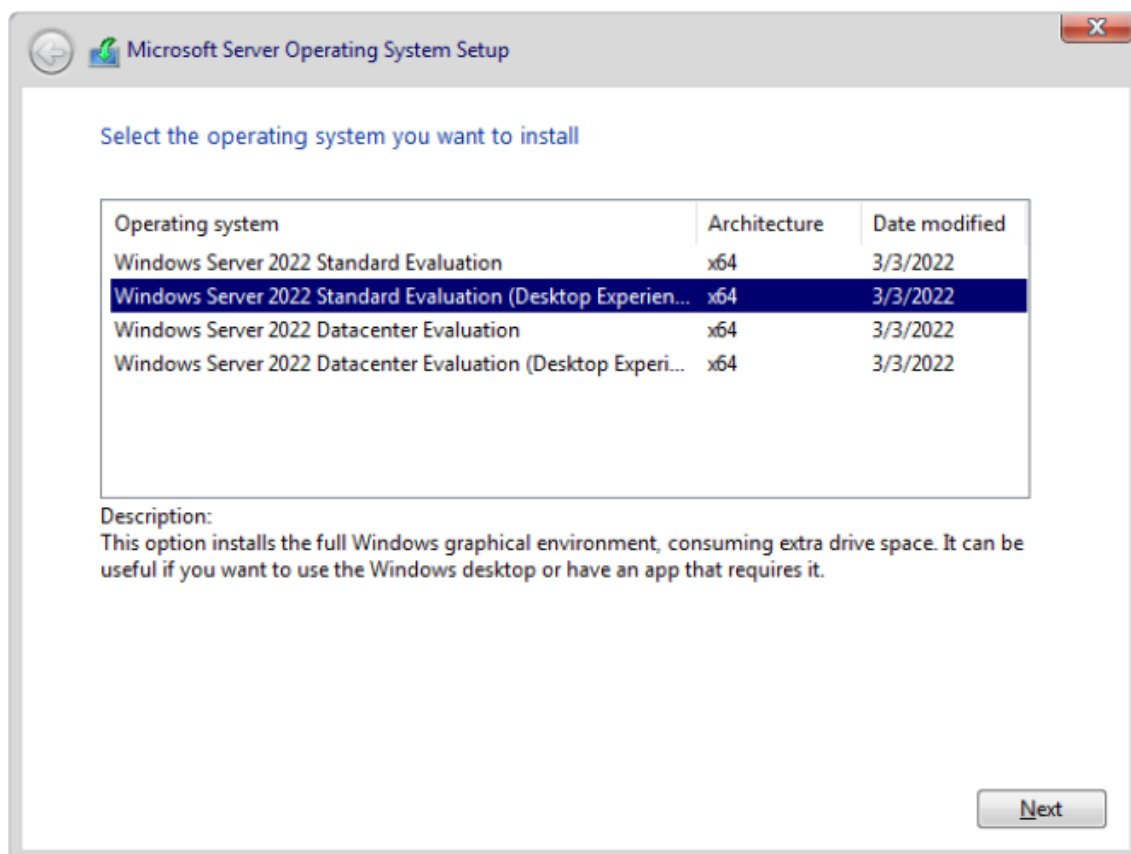 Microsoft Server Operating System Setup
Select the operating system you want to install
Operating system Architecture Date modified
Windows Server 2022 Standard Evaluation x64 3/3/2022
Windows Server 2022 Standard Evaluation (Desktop Experien... x64 3/3/2022
Windows Server 2022 Datacenter Evaluation x64 3/3/2022
Windows Server 2022 Datacenter Evaluation (Desktop Experi... x64 3/3/2022
Description:
This option installs the full Windows graphical environment, consuming extra drive space. It can be
useful if you want to use the Windows desktop or have an app that requires it.
Next